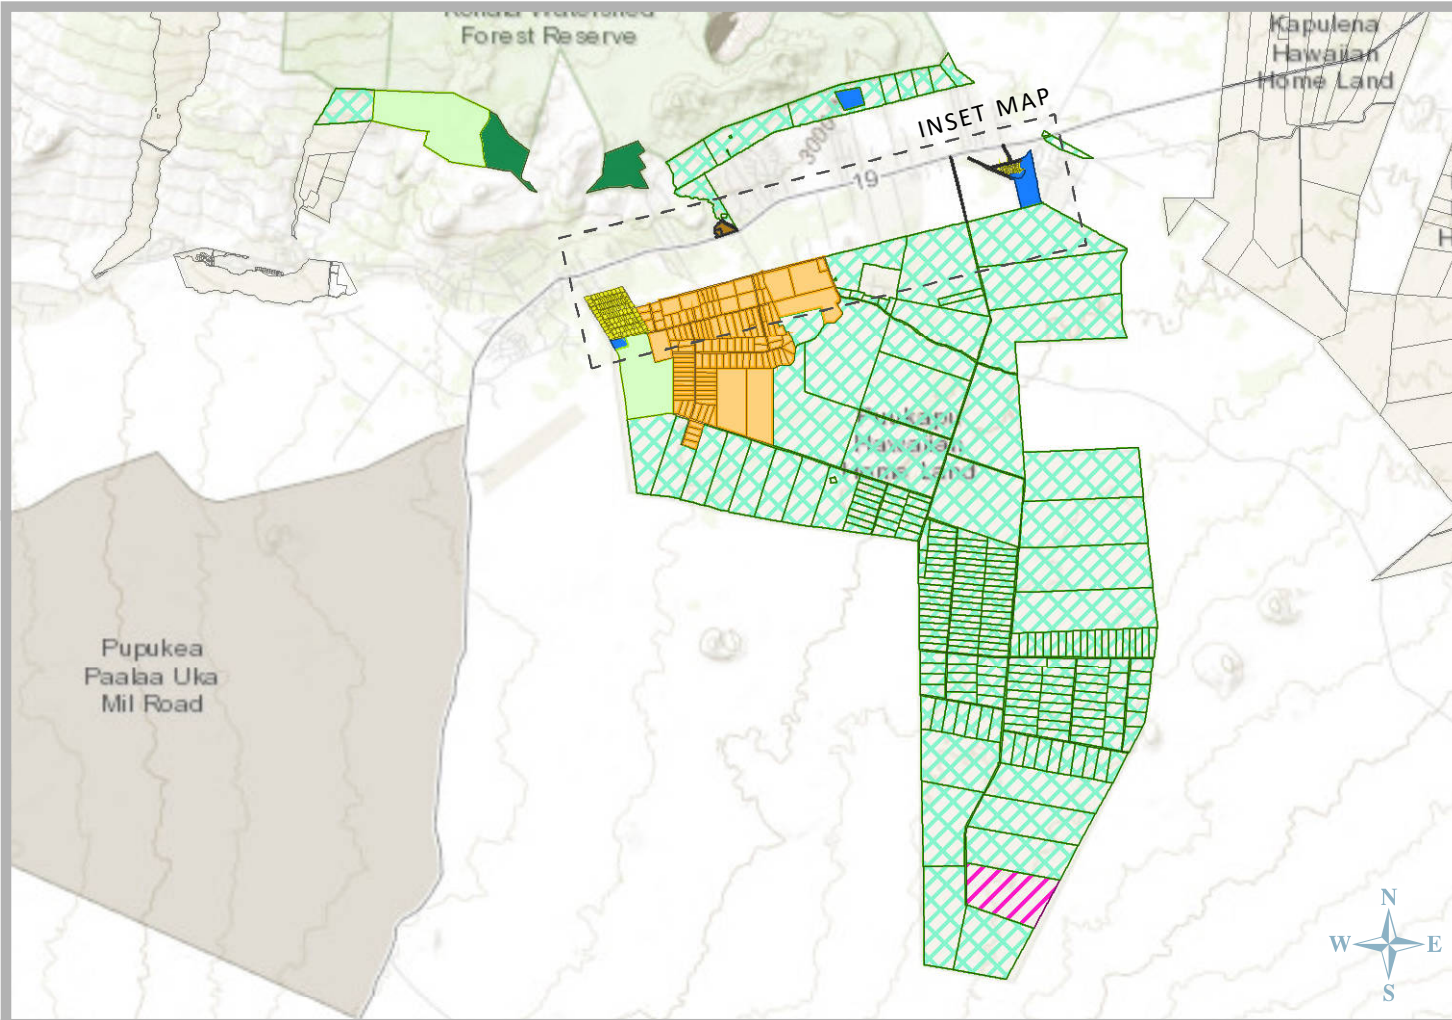 Forest Reserve
Kapulena
Hawaiian
Home Land
INSET MAP
3000
19
Puukapu
Hawaiian
Home Land
H
Pupukea
Paalaa Uka
Mil Road
N
W
E
S